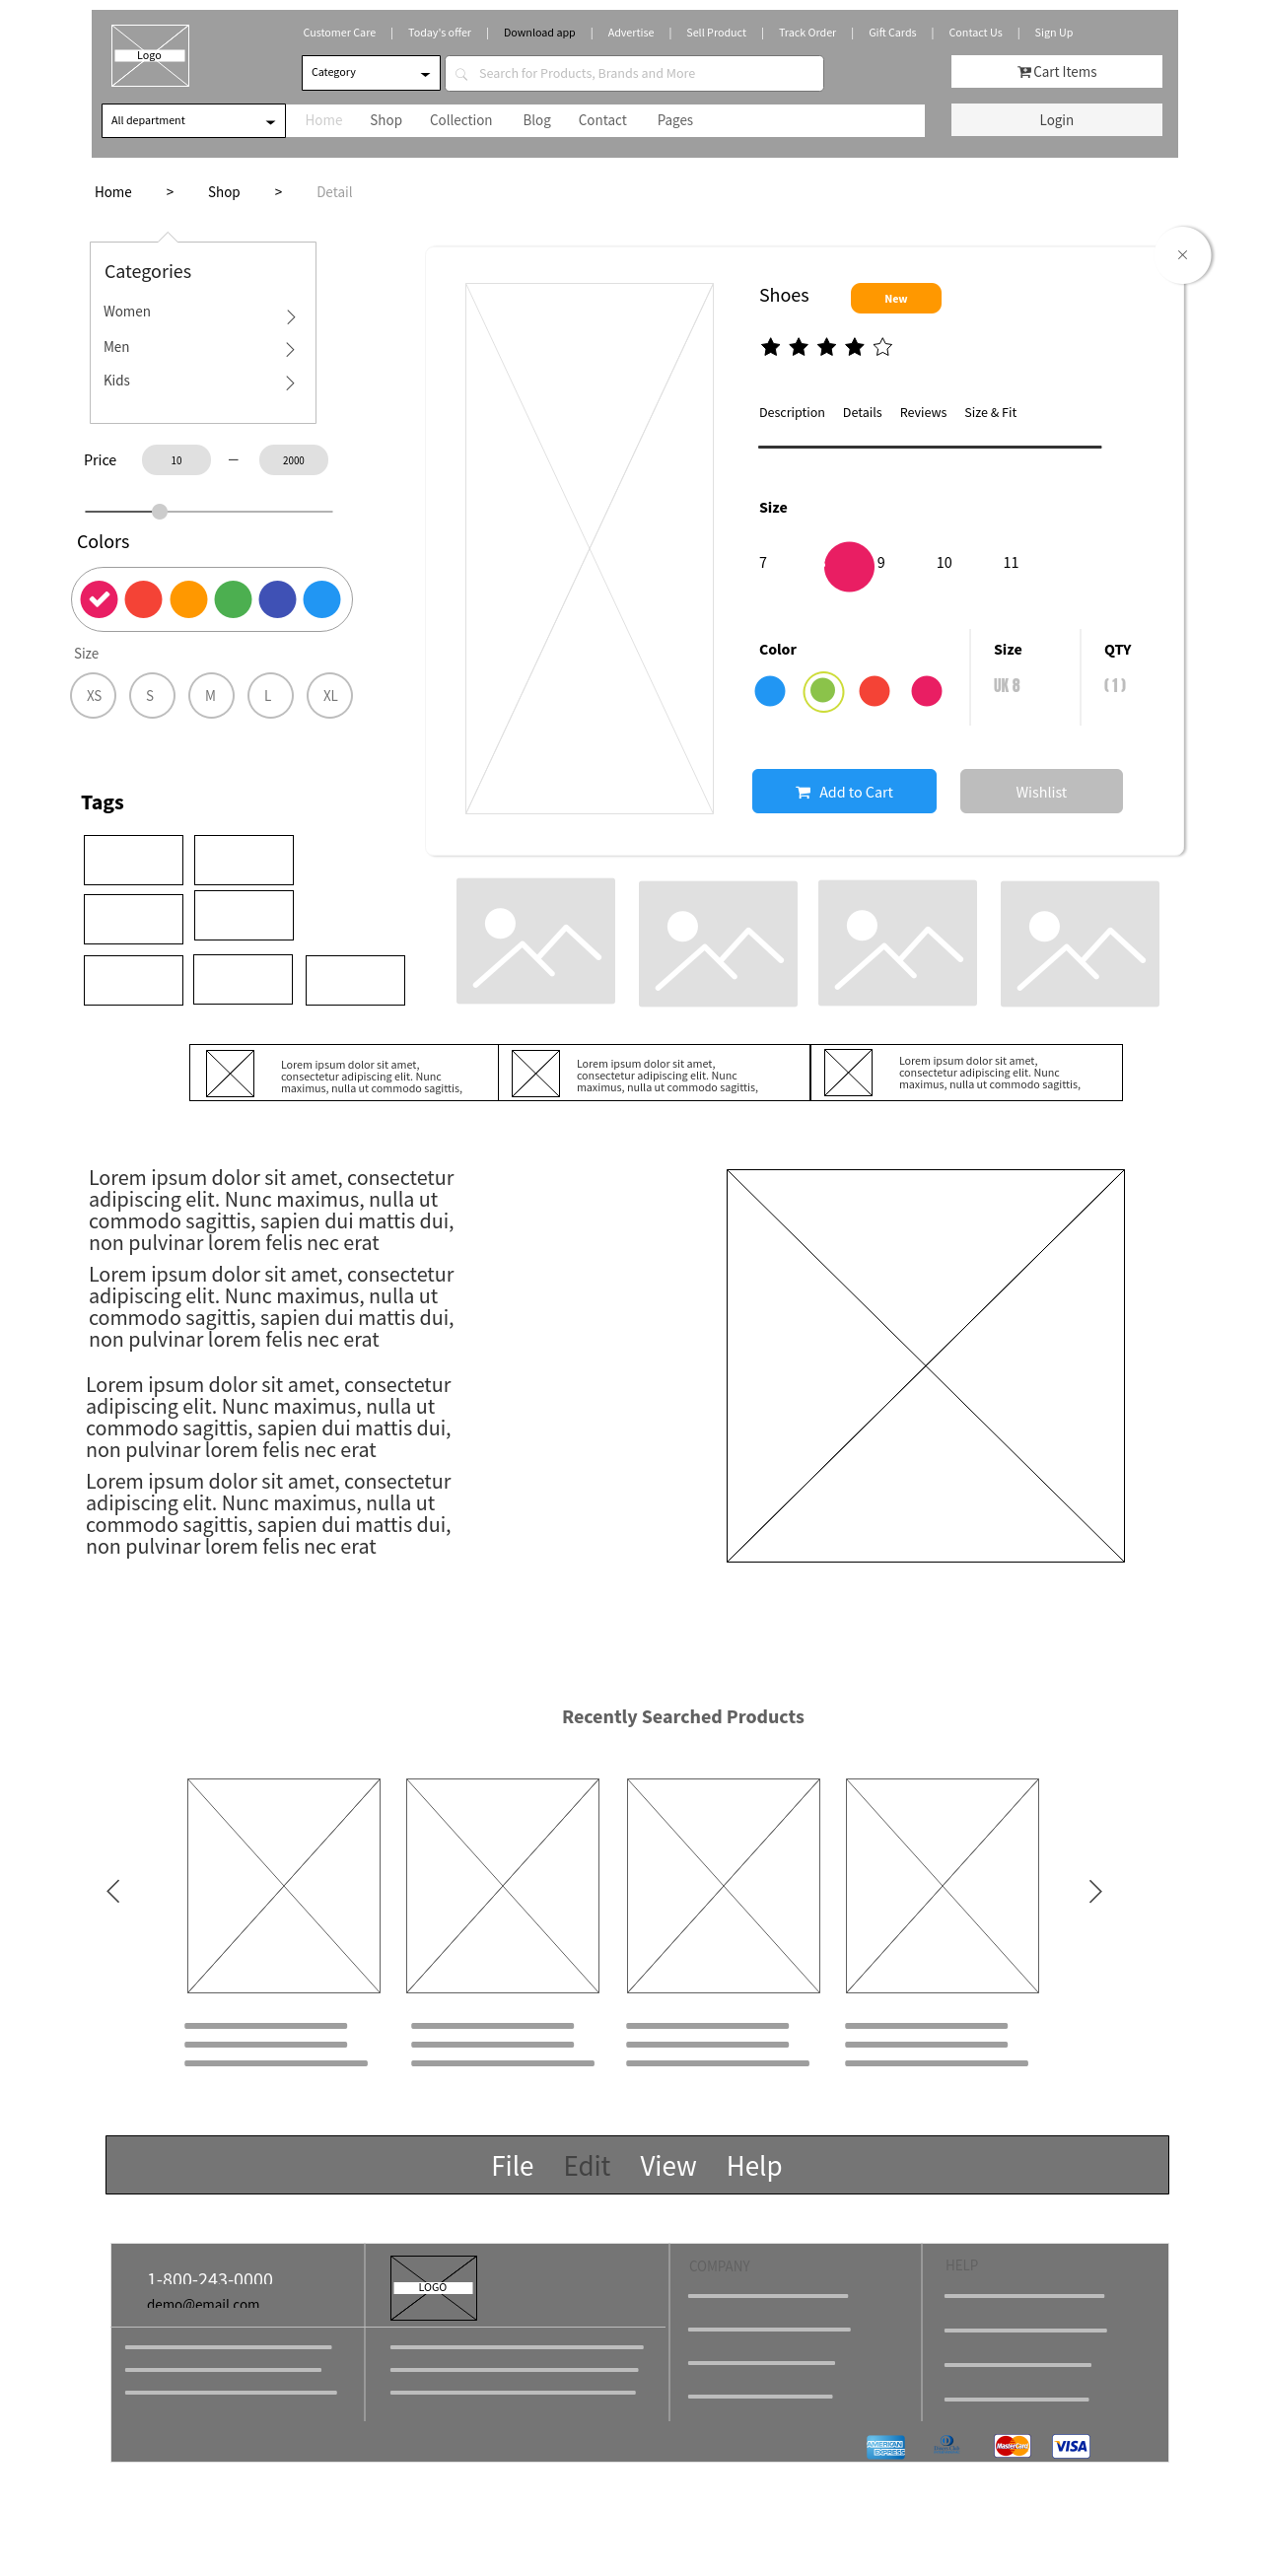 Customer Care | Today's offer | Download app | Advertise | Sell Product | Track Order | Gift Cards | Contact Us | Sign Up
Logo
Category
Search for Products, Brands and More
Cart Items
All department
Home Shop Collection Blog Contact Pages
Login
Home > Shop > Detail
Categories
Women
Men
Kids
Price 10 – 2000
Colors
Size
XS S M L XL
Tags
Shoes
New
Description Details Reviews Size & Fit
Size
7 9 10 11
Color
Size
UK 8
QTY
( 1 )
Add to Cart
Wishlist
Lorem ipsum dolor sit amet,
consectetur adipiscing elit. Nunc
maximus, nulla ut commodo sagittis,
Lorem ipsum dolor sit amet,
consectetur adipiscing elit. Nunc
maximus, nulla ut commodo sagittis,
Lorem ipsum dolor sit amet,
consectetur adipiscing elit. Nunc
maximus, nulla ut commodo sagittis,
Lorem ipsum dolor sit amet, consectetur
adipiscing elit. Nunc maximus, nulla ut
commodo sagittis, sapien dui mattis dui,
non pulvinar lorem felis nec erat
Lorem ipsum dolor sit amet, consectetur
adipiscing elit. Nunc maximus, nulla ut
commodo sagittis, sapien dui mattis dui,
non pulvinar lorem felis nec erat
Lorem ipsum dolor sit amet, consectetur
adipiscing elit. Nunc maximus, nulla ut
commodo sagittis, sapien dui mattis dui,
non pulvinar lorem felis nec erat
Lorem ipsum dolor sit amet, consectetur
adipiscing elit. Nunc maximus, nulla ut
commodo sagittis, sapien dui mattis dui,
non pulvinar lorem felis nec erat
Recently Searched Products
File Edit View Help
1-800-243-0000
demo@email.com
LOGO
COMPANY
HELP
AMERICAN EXPRESS
MasterCard
VISA